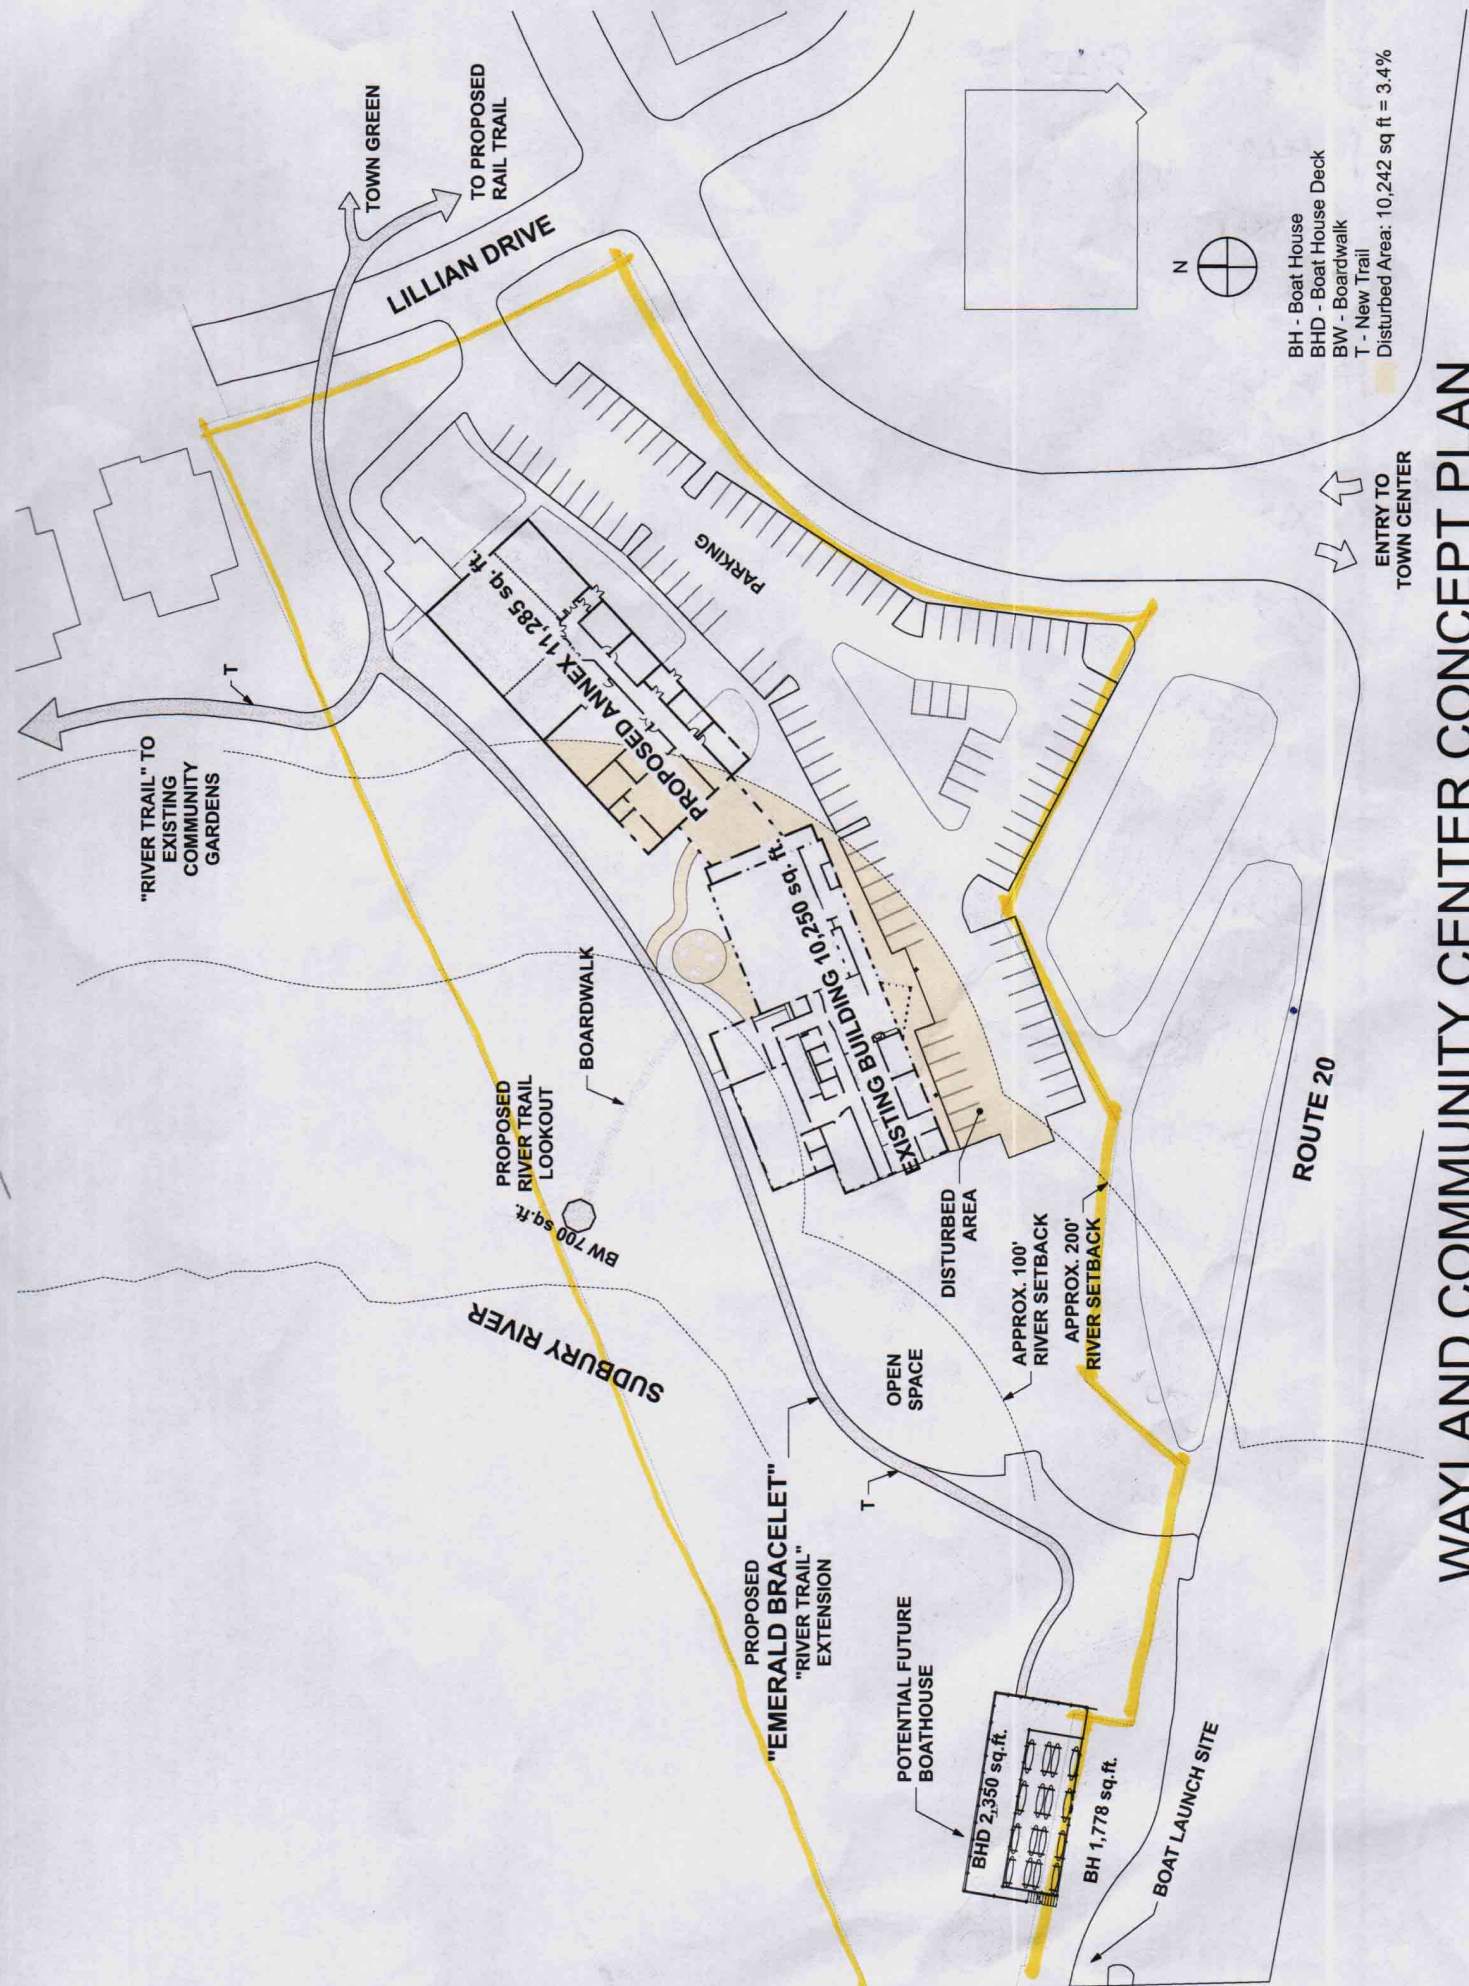 TOWN GREEN
TO PROPOSED
RAIL TRAIL
LILLIAN DRIVE
"RIVER TRAIL" TO
EXISTING
COMMUNITY
GARDENS
T
PROPOSED ANNEX 11,285 sq. ft.
PARKING
BOARDWALK
PROPOSED
RIVER TRAIL
LOOKOUT
BW 700 sq.ft.
SUDBURY RIVER
EXISTING BUILDING 10,250 sq. ft.
DISTURBED
AREA
APPROX. 100'
RIVER SETBACK
APPROX. 200'
RIVER SETBACK
OPEN
SPACE
T
PROPOSED
"EMERALD BRACELET"
"RIVER TRAIL"
EXTENSION
POTENTIAL FUTURE
BOATHOUSE
BHD 2,350 sq.ft.
BH 1,778 sq.ft.
BOAT LAUNCH SITE
ROUTE 20
ENTRY TO
TOWN CENTER
N
BH - Boat House
BHD - Boat House Deck
BW - Boardwalk
T - New Trail
Disturbed Area: 10,242 sq ft = 3.4%
WAYLAND COMMUNITY CENTER CONCEPT PLAN